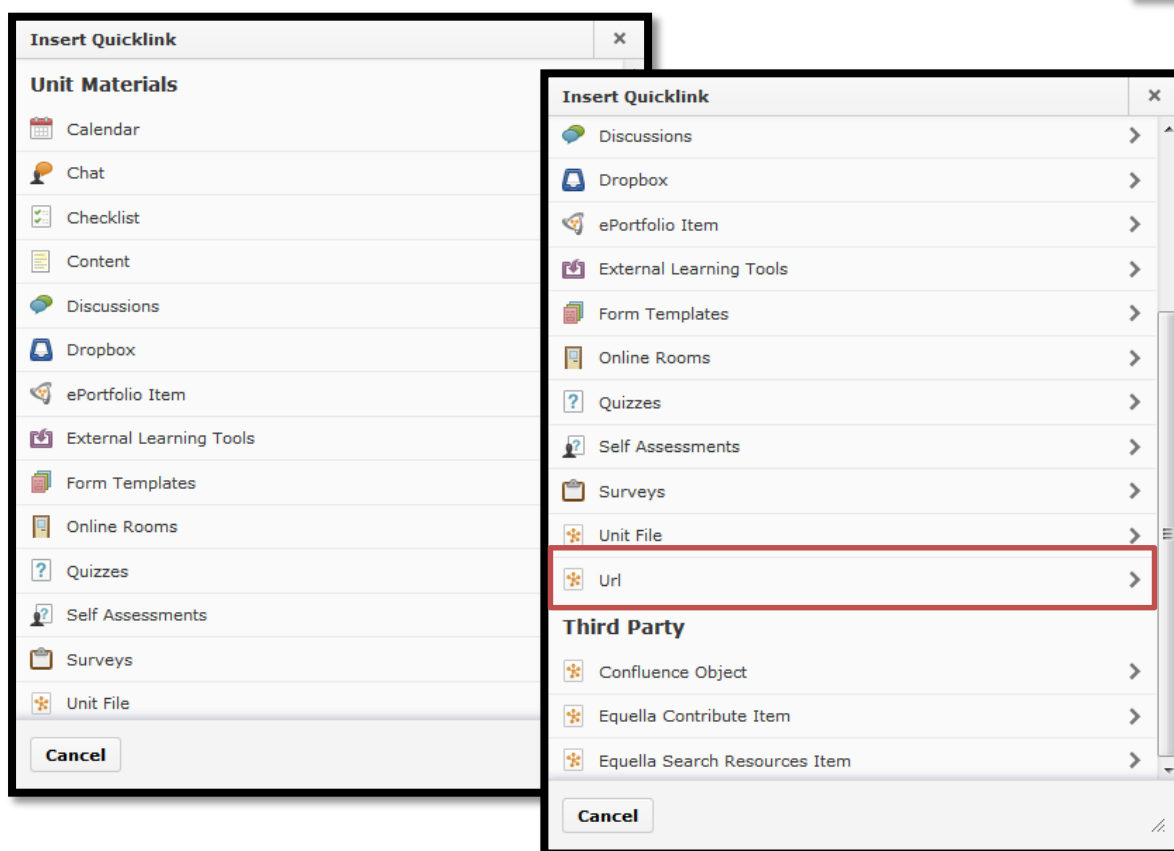 Insert Quicklink
Unit Materials
Calendar
Chat
Checklist
Content
Discussions
Dropbox
ePortfolio Item
External Learning Tools
Form Templates
Online Rooms
Quizzes
Self Assessments
Surveys
Unit File
Cancel
Insert Quicklink
Discussions
Dropbox
ePortfolio Item
External Learning Tools
Form Templates
Online Rooms
Quizzes
Self Assessments
Surveys
Unit File
Url
Third Party
Confluence Object
Equella Contribute Item
Equella Search Resources Item
Cancel